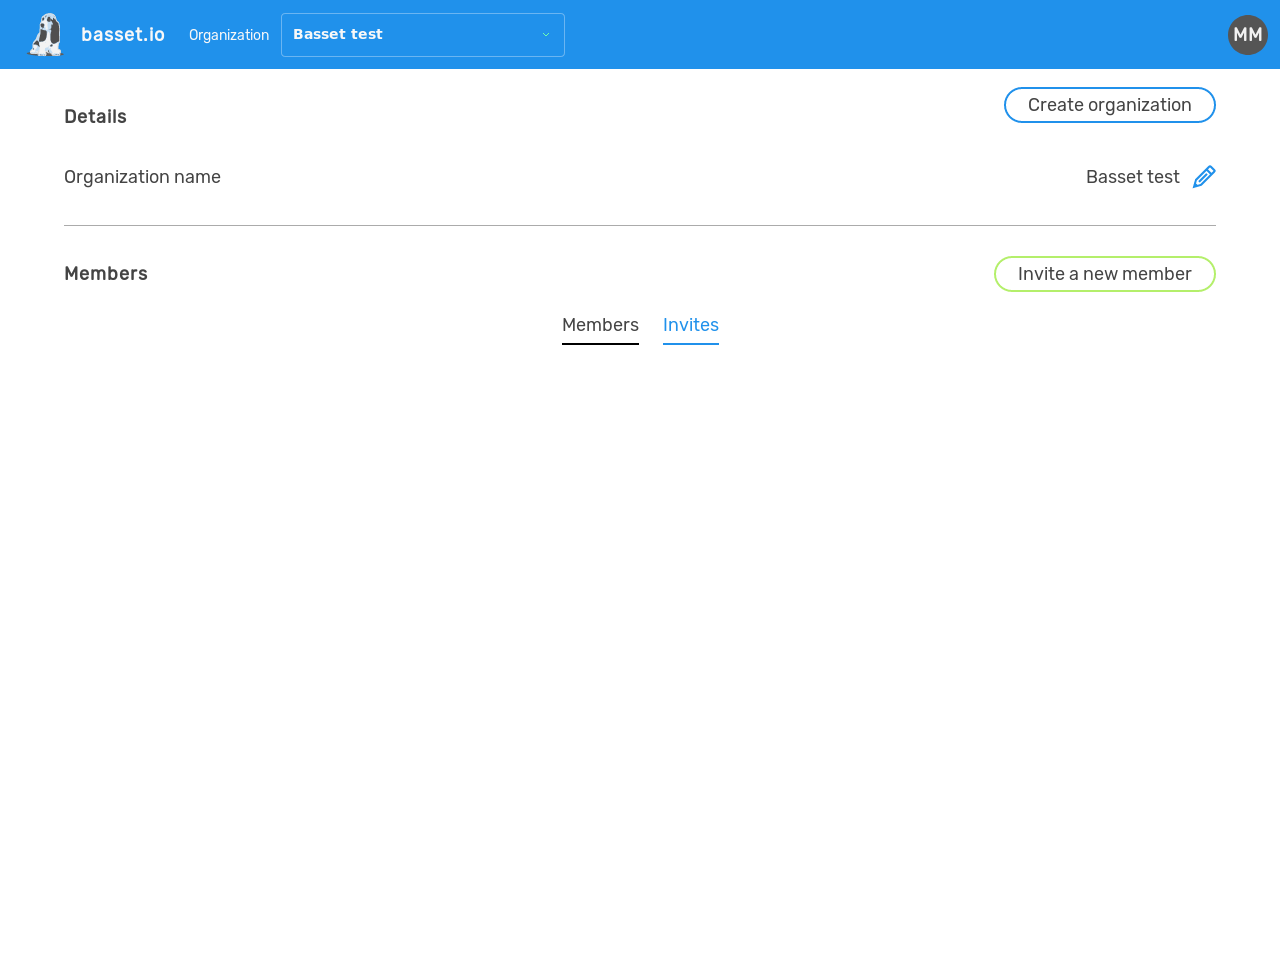 basset.io Organization Basset test MM
Details Create organization
Organization name Basset test
Members Invite a new member
Members Invites